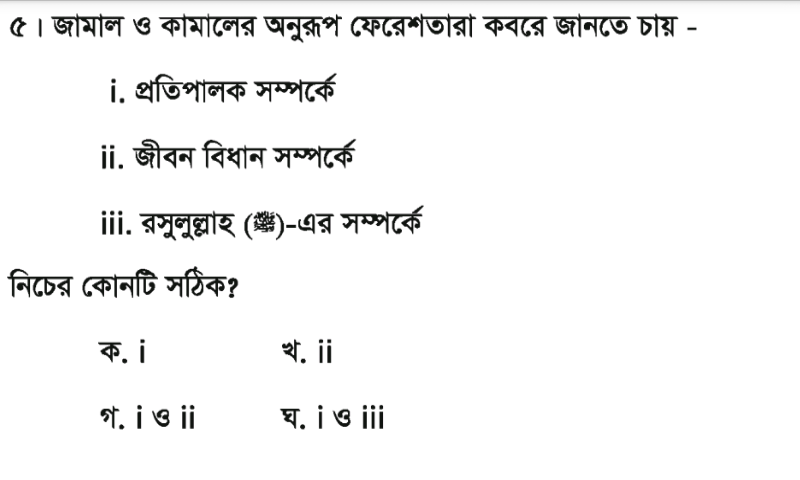 ৫। জামাল ও কামালের অনুরূপ ফেরেশতারা কবরে জানতে চায় -
i. প্রতিপালক সম্পর্কে
ii. জীবন বিধান সম্পর্কে
iii. রসুলুল্লাহ (ﷺ)-এর সম্পর্কে
নিচের কোনটি সঠিক?
ক. i খ. ii
গ. i ও ii ঘ. i ও iii